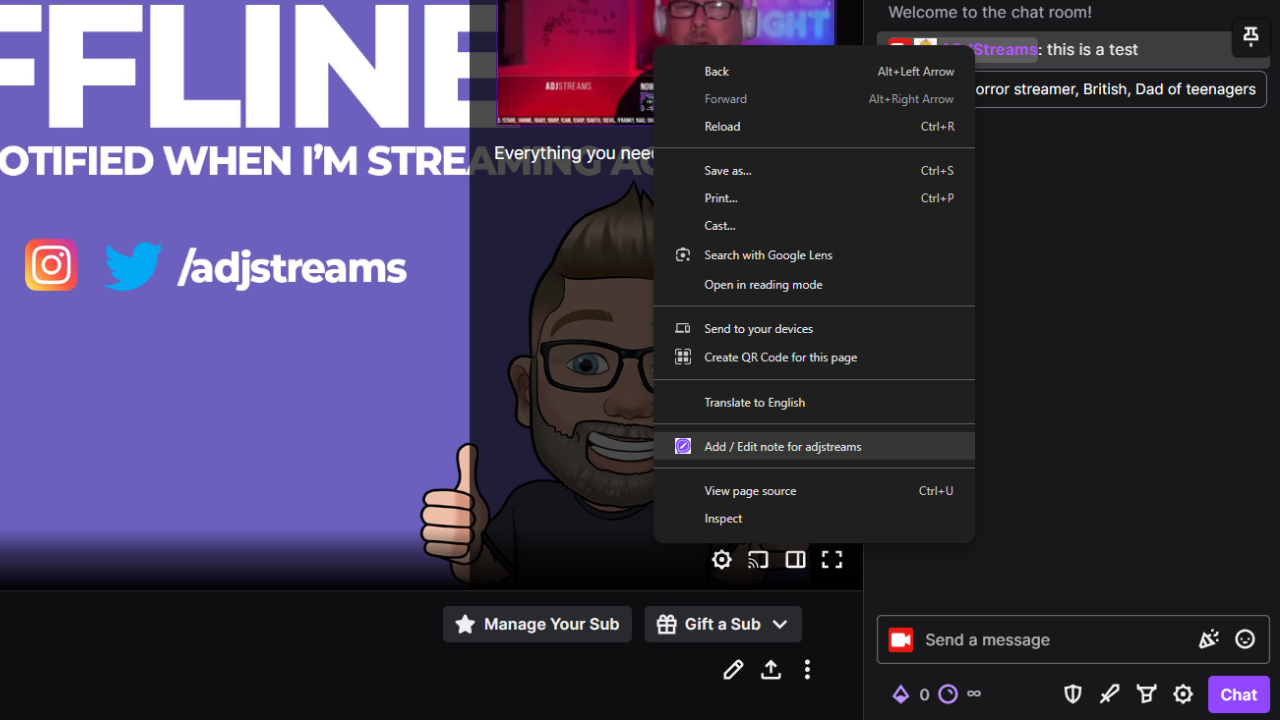 FFLINE
OTIFIED WHEN I'M STREAMING AG
/adjstreams
ADJSTREAMS
NOW
Everything you nee
Back Alt+Left Arrow
Forward Alt+Right Arrow
Reload Ctrl+R
Save as... Ctrl+S
Print... Ctrl+P
Cast...
Search with Google Lens
Open in reading mode
Send to your devices
Create QR Code for this page
Translate to English
Add / Edit note for adjstreams
View page source Ctrl+U
Inspect
Manage Your Sub
Gift a Sub
Welcome to the chat room!
Streams: this is a test
orror streamer, British, Dad of teenagers
Send a message
0 ∞
Chat